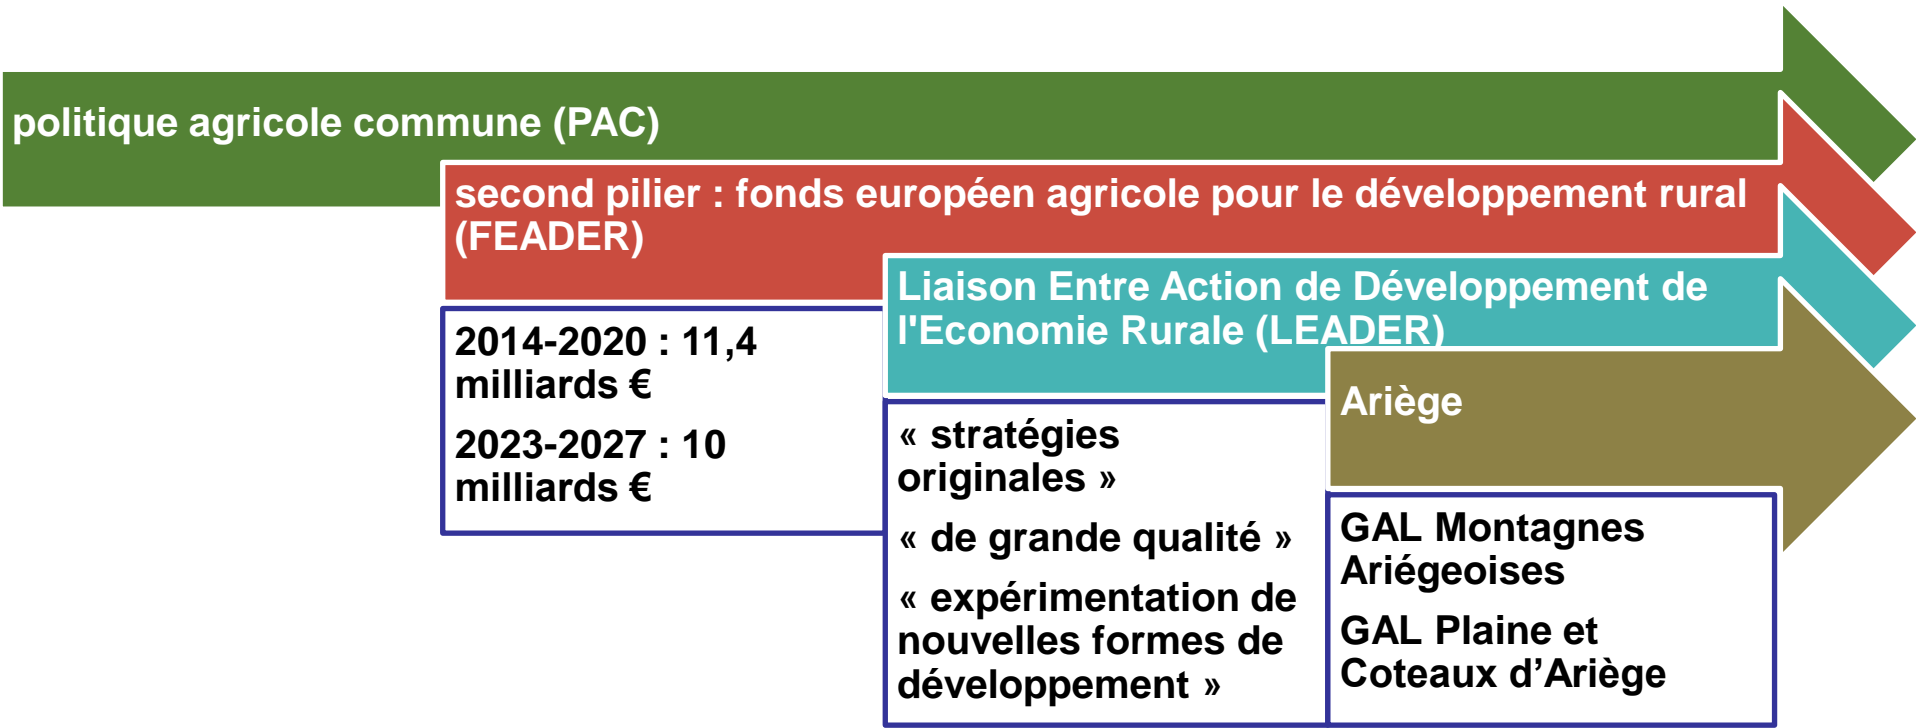 politique agricole commune (PAC)
second pilier : fonds européen agricole pour le développement rural
(FEADER)
2014-2020 : 11,4
milliards €
2023-2027 : 10
milliards €
Liaison Entre Action de Développement de
l'Economie Rurale (LEADER)
« stratégies
originales »
« de grande qualité »
« expérimentation de
nouvelles formes de
développement »
Ariège
GAL Montagnes
Ariégeoises
GAL Plaine et
Coteaux d’Ariège